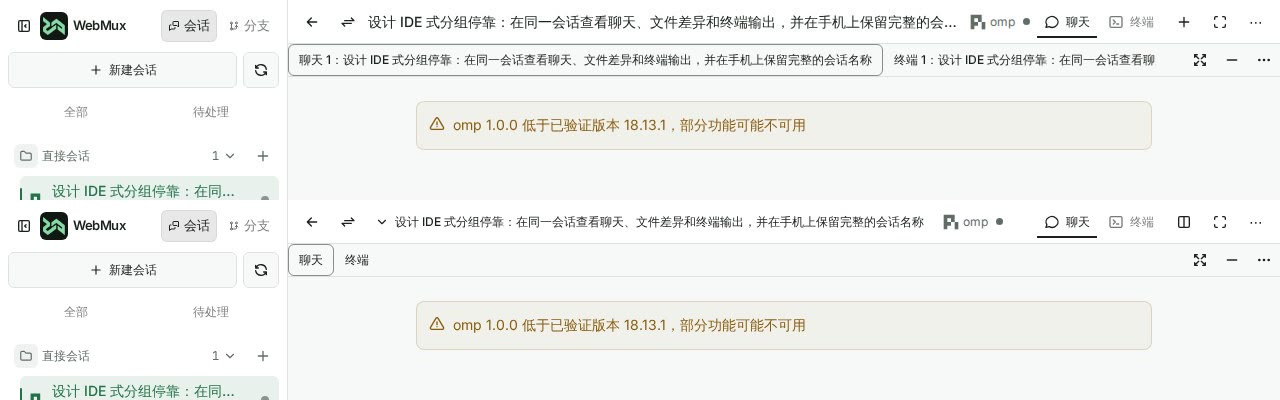 WebMux 会话 分支
设计 IDE 式分组停靠：在同一会话查看聊天、文件差异和终端输出，并在手机上保留完整的会... omp 聊天 终端
新建会话
聊天 1：设计 IDE 式分组停靠：在同一会话查看聊天、文件差异和终端输出，并在手机上保留完整的会话名称 终端 1：设计 IDE 式分组停靠：在同一会话查看聊
全部 待处理
omp 1.0.0 低于已验证版本 18.13.1，部分功能可能不可用
直接会话 1
设计 IDE 式分组停靠：在同...
WebMux 会话 分支
设计 IDE 式分组停靠：在同一会话查看聊天、文件差异和终端输出，并在手机上保留完整的会话名称 omp 聊天 终端
新建会话
聊天 终端
全部 待处理
omp 1.0.0 低于已验证版本 18.13.1，部分功能可能不可用
直接会话 1
设计 IDE 式分组停靠：在同...